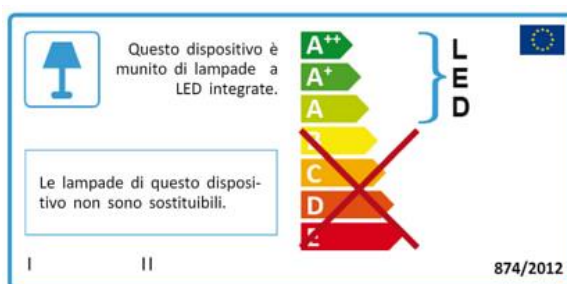 Questo dispositivo è
munito di lampade a
LED integrate.
Le lampade di questo disposi-
tivo non sono sostituibili.
I II
A++
A+
A
B
C
D
E
L
E
D
874/2012